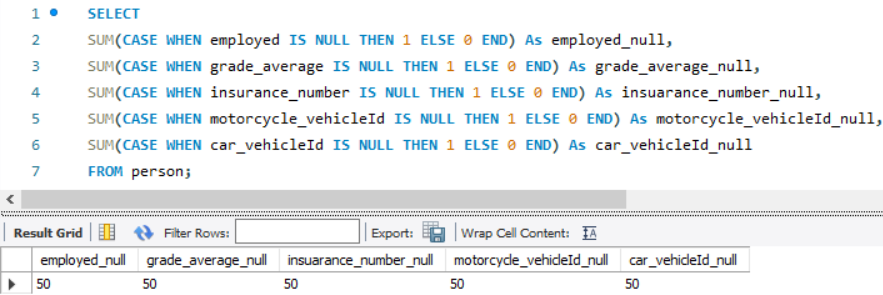 1 SELECT
2 SUM(CASE WHEN employed IS NULL THEN 1 ELSE 0 END) As employed_null,
3 SUM(CASE WHEN grade_average IS NULL THEN 1 ELSE 0 END) As grade_average_null,
4 SUM(CASE WHEN insurance_number IS NULL THEN 1 ELSE 0 END) As insuarance_number_null,
5 SUM(CASE WHEN motorcycle_vehicleId IS NULL THEN 1 ELSE 0 END) As motorcycle_vehicleId_null,
6 SUM(CASE WHEN car_vehicleId IS NULL THEN 1 ELSE 0 END) As car_vehicleId_null
7 FROM person;
Result Grid Filter Rows: Export: Wrap Cell Content: IA
employed_null grade_average_null insuarance_number_null motorcycle_vehicleId_null car_vehicleId_null
50 50 50 50 50